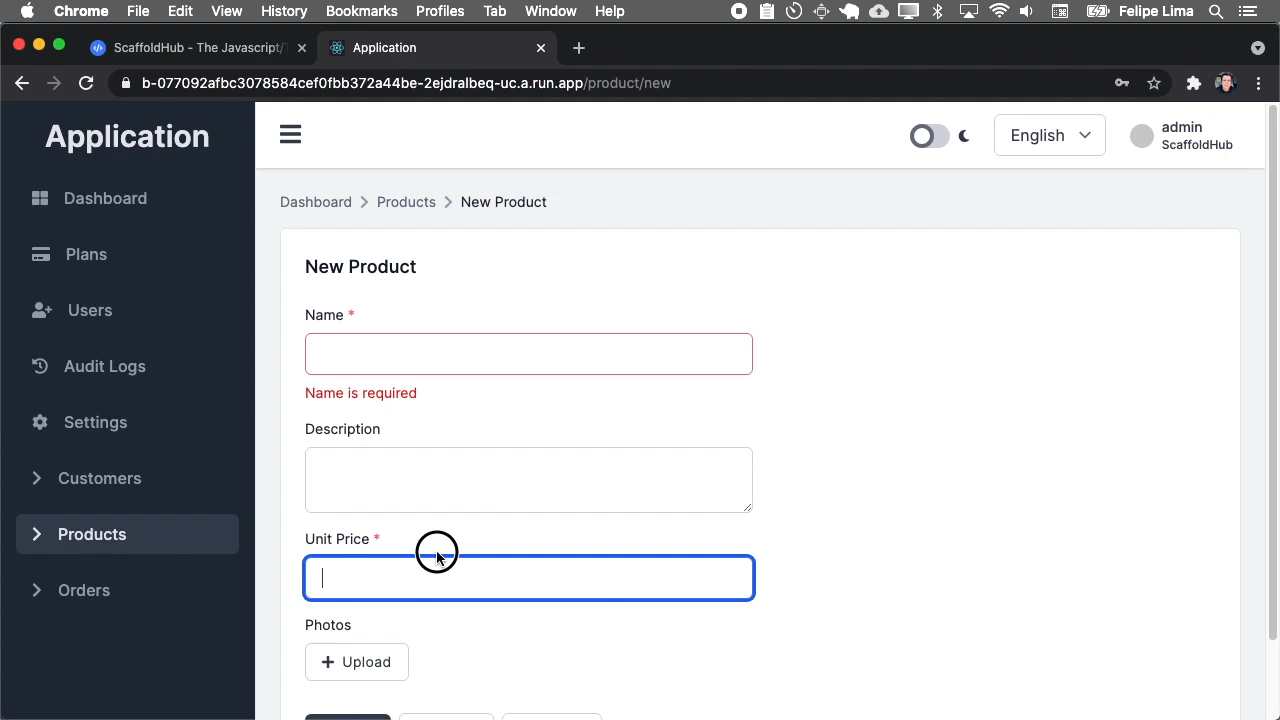 Chrome File Edit View History Bookmarks Profiles Tab Window Help Felipe Lima
ScaffoldHub - The Javascript/T
Application
b-077092afbc3078584cef0fbb372a44be-2ejdralbeq-uc.a.run.app/product/new
Application
English
admin
ScaffoldHub
Dashboard
Plans
Users
Audit Logs
Settings
Customers
Products
Orders
Dashboard > Products > New Product
New Product
Name *
Name is required
Description
Unit Price *
Photos
+ Upload